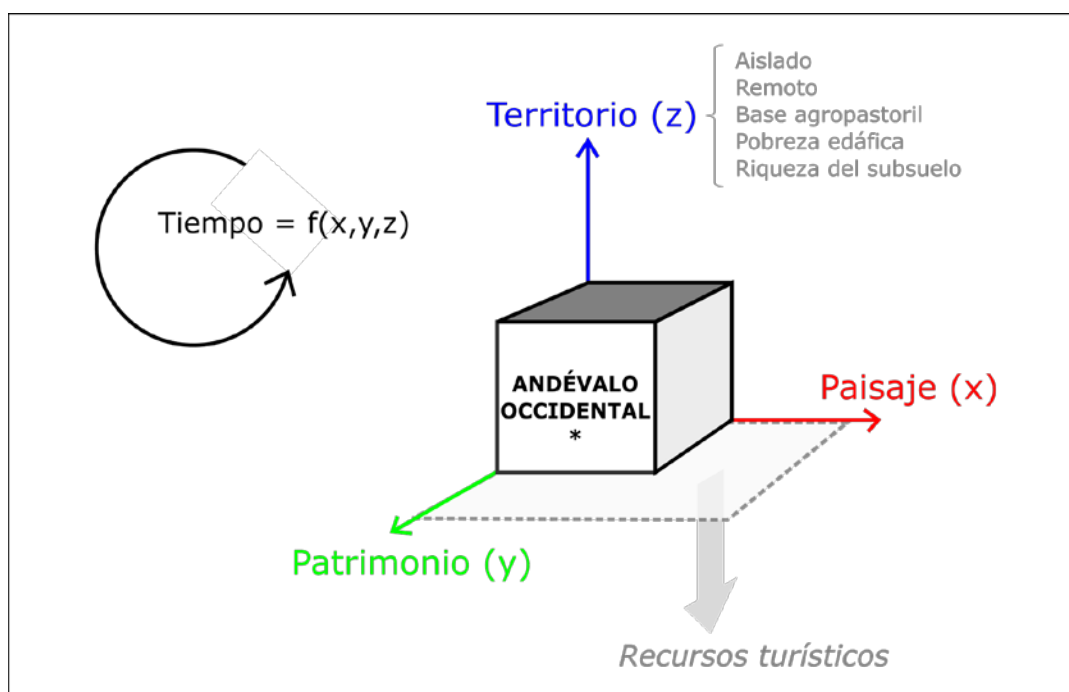 Aislado
Remoto
Base agropastoril
Pobreza edáfica
Riqueza del subsuelo
Territorio (z)
Tiempo = f(x,y,z)
ANDÉVALO
OCCIDENTAL
*
Paisaje (x)
Patrimonio (y)
Recursos turísticos